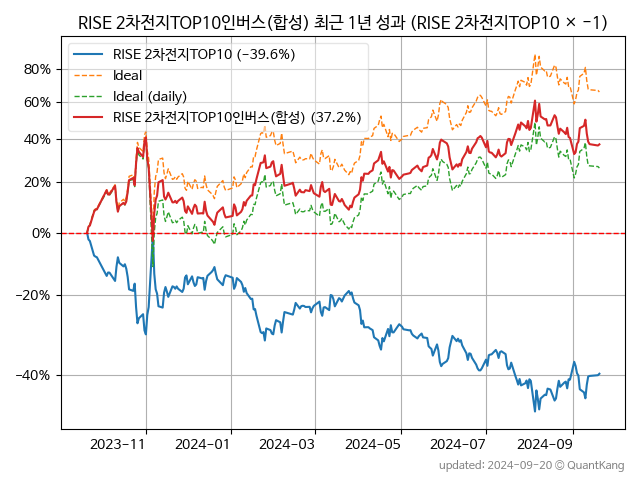 RISE 2차전지TOP10인버스(합성) 최근 1년 성과 (RISE 2차전지TOP10 × −1)
RISE 2차전지TOP10 (−39.6%)
Ideal
Ideal (daily)
RISE 2차전지TOP10인버스(합성) (37.2%)
80%
60%
40%
20%
0%
−20%
−40%
2023-11
2024-01
2024-03
2024-05
2024-07
2024-09
updated: 2024-09-20 © QuantKang